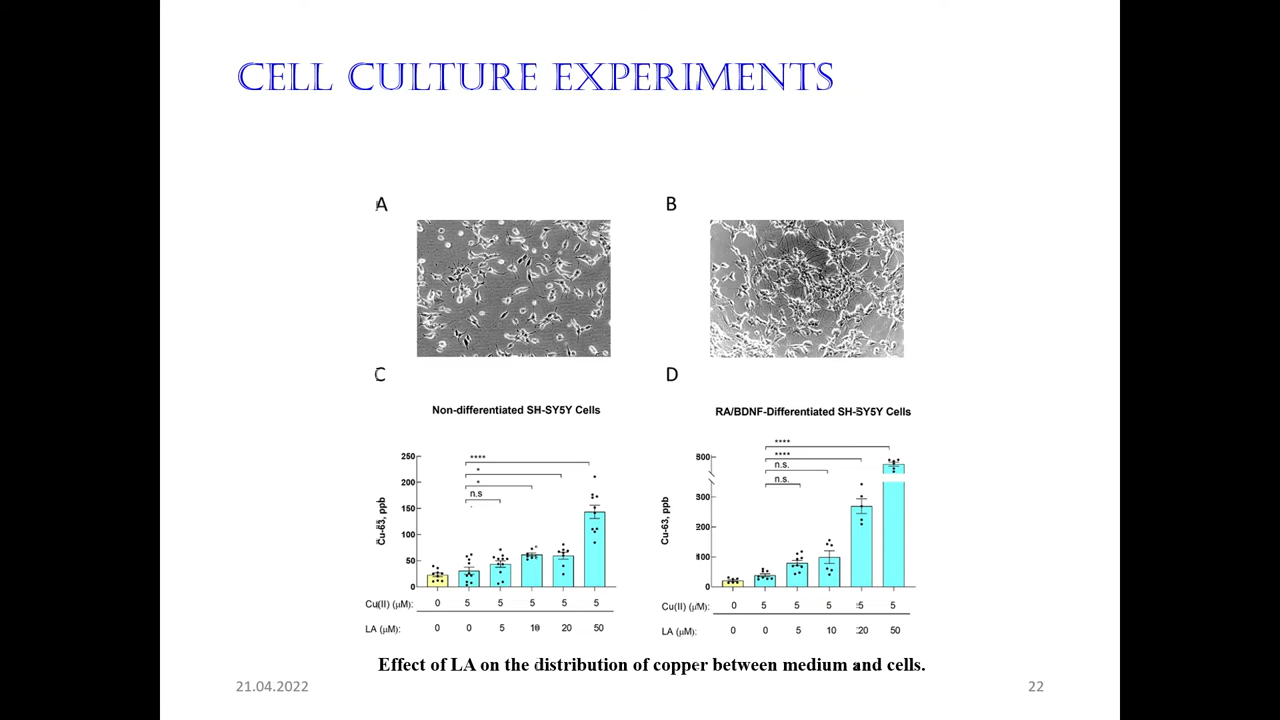 CELL CULTURE EXPERIMENTS
A
B
C
D
Non-differentiated SH-SY5Y Cells
Cu-63, ppb
250
200
150
100
50
0
****
*
*
n.s
Cu(II) (µM): 0 5 5 5 5 5
LA (µM): 0 0 5 10 20 50
RA/BDNF-Differentiated SH-SY5Y Cells
Cu-63, ppb
300
200
100
0
****
****
n.s.
n.s.
Cu(II) (µM): 0 5 5 5 5 5
LA (µM): 0 0 5 10 20 50
Effect of LA on the distribution of copper between medium and cells.
21.04.2022
22